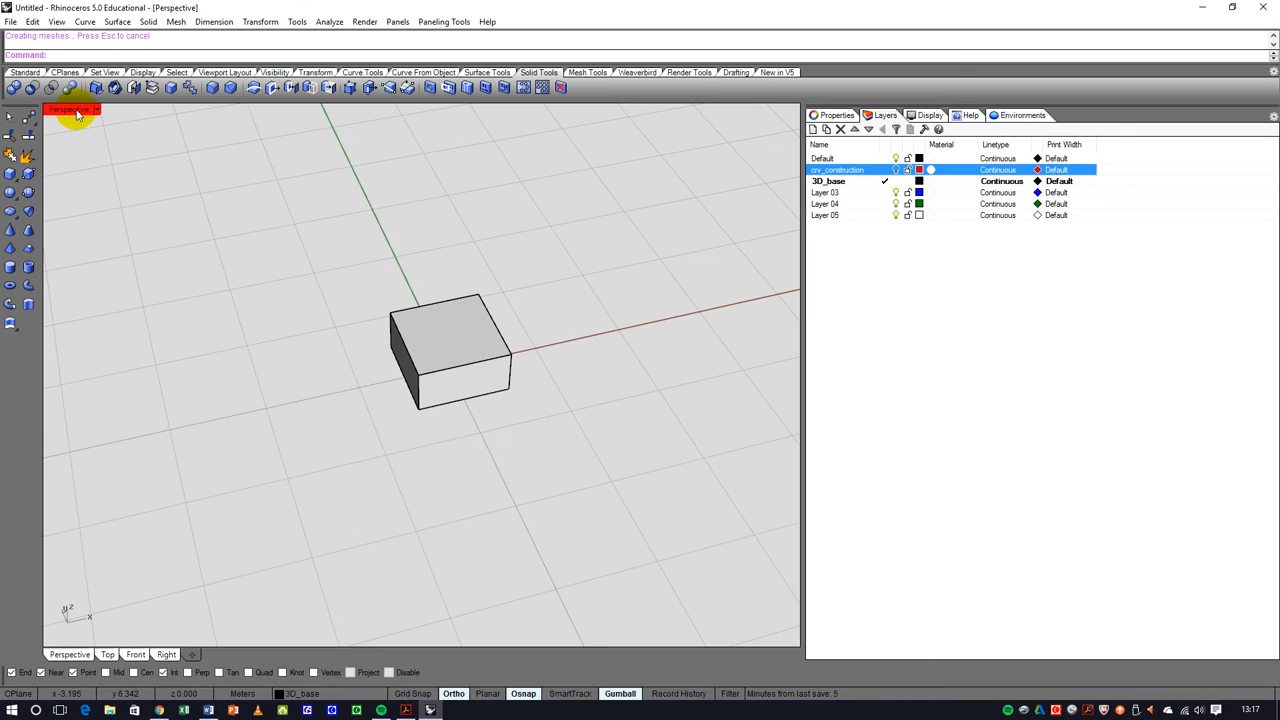 Untitled - Rhinoceros 5.0 Educational - [Perspective]
File Edit View Curve Surface Solid Mesh Dimension Transform Tools Analyze Render Panels Paneling Tools Help
Creating meshes... Press Esc to cancel
Command:
Standard CPlanes Set View Display Select Viewport Layout Visibility Transform Curve Tools Curve From Object Surface Tools Solid Tools Mesh Tools Weaverbird Render Tools Drafting New in V5
Perspective
Properties Layers Display Help Environments
Name Material Linetype Print Width
Default Continuous Default
crv_construction Continuous Default
3D_base Continuous Default
Layer 03 Continuous Default
Layer 04 Continuous Default
Layer 05 Continuous Default
z
y
x
Perspective Top Front Right
End Near Point Mid Cen Int Perp Tan Quad Knot Vertex Project Disable
CPlane x -3.195 y 6.342 z 0.000 Meters 3D_base Grid Snap Ortho Planar Osnap SmartTrack Gumball Record History Filter Minutes from last save: 5
13:17